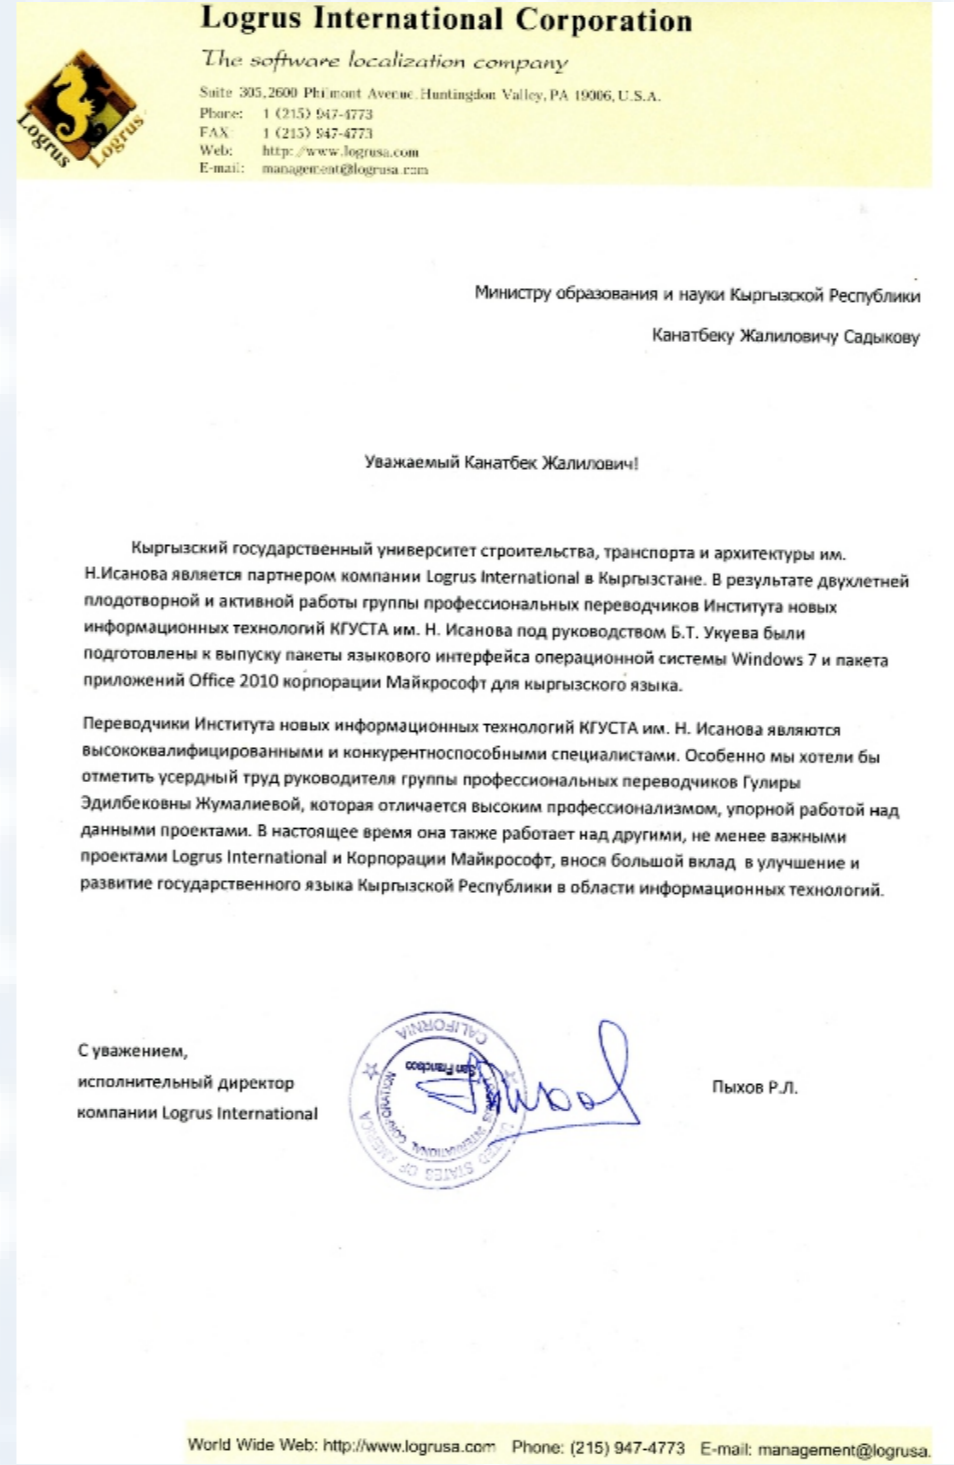 Logrus International Corporation
The software localization company
Suite 305,2600 Philmont Avenue. Huntingdon Valley, PA 19006, U.S.A.
Phone: 1 (215) 947-4773
FAX 1 (215) 947-4773
Web: http://www.logrusa.com
E-mail: management@logrusa.com
Logrus Logrus
Министру образования и науки Кыргызской Республики
Канатбеку Жалиловичу Садыкову
Уважаемый Канатбек Жалилович!
Кыргызский государственный университет строительства, транспорта и архитектуры им.
Н.Исанова является партнером компании Logrus International в Кыргызстане. В результате двухлетней
плодотворной и активной работы группы профессиональных переводчиков Института новых
информационных технологий КГУСТА им. Н. Исанова под руководством Б.Т. Укуева были
подготовлены к выпуску пакеты языкового интерфейса операционной системы Windows 7 и пакета
приложений Office 2010 корпорации Майкрософт для кыргызского языка.
Переводчики Института новых информационных технологий КГУСТА им. Н. Исанова являются
высококвалифицированными и конкурентноспособными специалистами. Особенно мы хотели бы
отметить усердный труд руководителя группы профессиональных переводчиков Гулиры
Эдилбековны Жумалиевой, которая отличается высоким профессионализмом, упорной работой над
данными проектами. В настоящее время она также работает над другими, не менее важными
проектами Logrus International и Корпорации Майкрософт, внося большой вклад в улучшение и
развитие государственного языка Кыргызской Республики в области информационных технологий.
С уважением,
исполнительный директор
компании Logrus International
Пыхов Р.Л.
UNITED STATES OF AMERICA
CALIFORNIA
INTERNATIONAL CORPORATION
San Francisco
World Wide Web: http://www.logrusa.com Phone: (215) 947-4773 E-mail: management@logrusa.